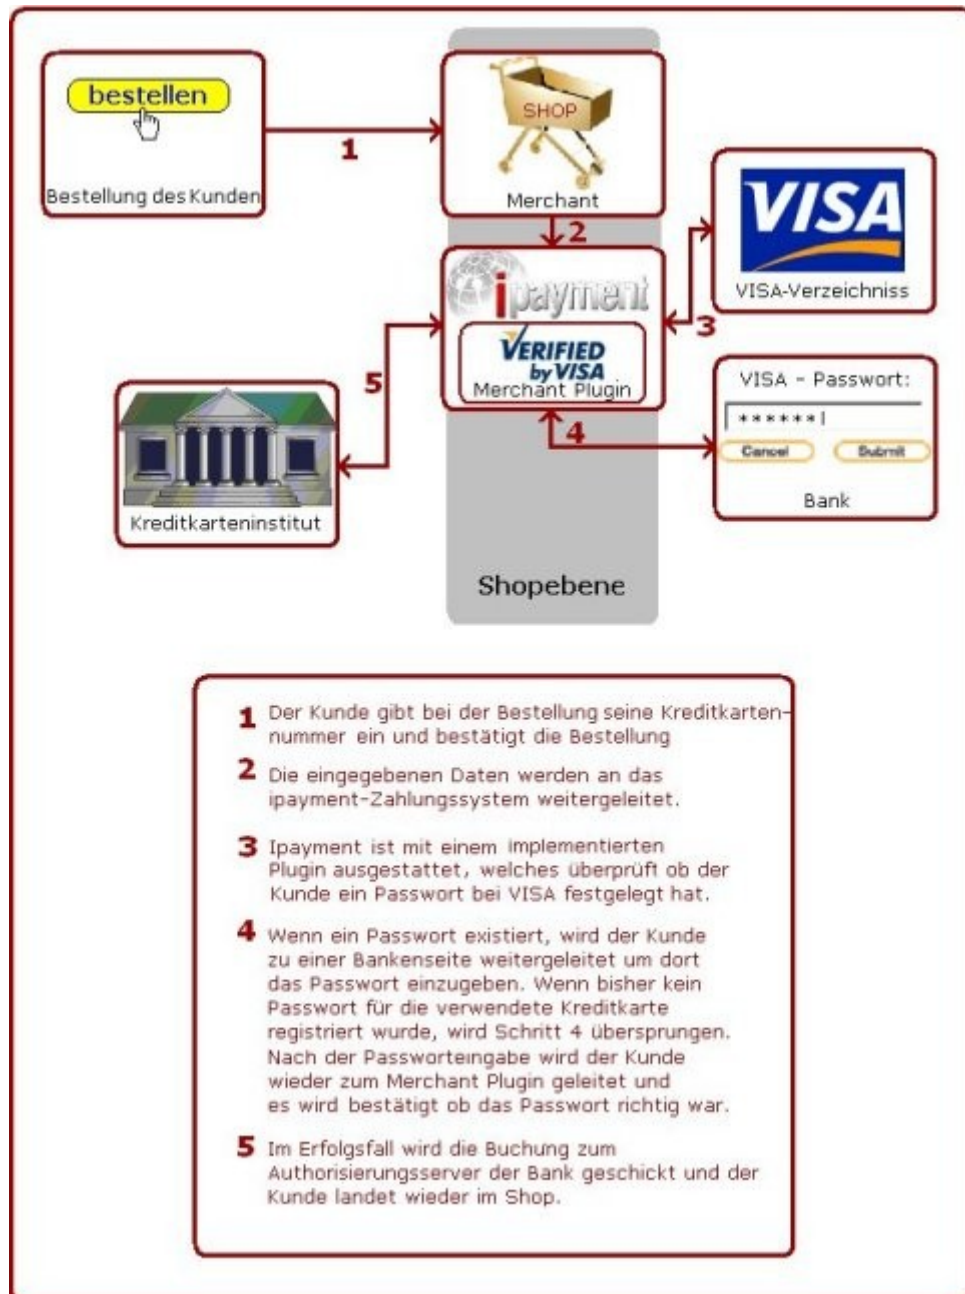 bestellen
Bestellung des Kunden
1
SHOP
Merchant
2
VISA
VISA-Verzeichniss
3
ipayment
VERIFIED
by VISA
Merchant Plugin
5
4
VISA - Passwort:
******|
Cancel Submit
Bank
Kreditkarteninstitut
Shopebene
1 Der Kunde gibt bei der Bestellung seine Kreditkarten-
nummer ein und bestätigt die Bestellung
2 Die eingegebenen Daten werden an das
ipayment-Zahlungssystem weitergeleitet.
3 Ipayment ist mit einem implementierten
Plugin ausgestattet, welches überprüft ob der
Kunde ein Passwort bei VISA festgelegt hat.
4 Wenn ein Passwort existiert, wird der Kunde
zu einer Bankenseite weitergeleitet um dort
das Passwort einzugeben. Wenn bisher kein
Passwort für die verwendete Kreditkarte
registriert wurde, wird Schritt 4 übersprungen.
Nach der Passworteingabe wird der Kunde
wieder zum Merchant Plugin geleitet und
es wird bestätigt ob das Passwort richtig war.
5 Im Erfolgsfall wird die Buchung zum
Authorisierungsserver der Bank geschickt und der
Kunde landet wieder im Shop.